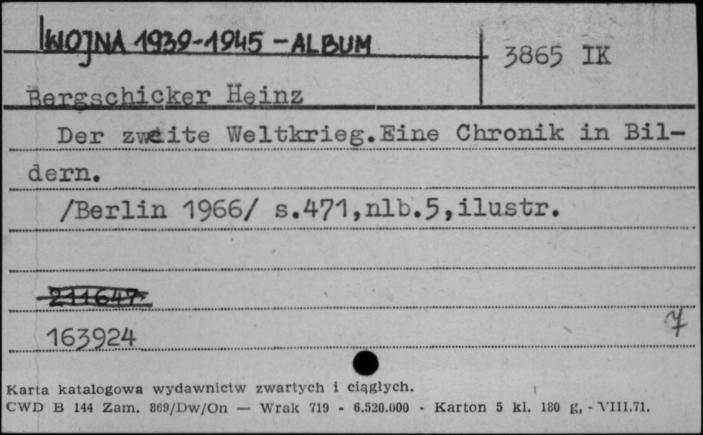 WOJNA 1939-1945 - ALBUM
3865 IK
Bergschicker Heinz
Der zweite Weltkrieg.Eine Chronik in Bil-
dern.
/Berlin 1966/ s.471,nlb.5,ilustr.
211647
163924
7
Karta katalogowa wydawnictw zwartych i ciągłych.
CWD B 144 Zam. 869/Dw/On — Wrak 719 - 6.520.000 - Karton 5 kl. 180 g, - VIII.71.